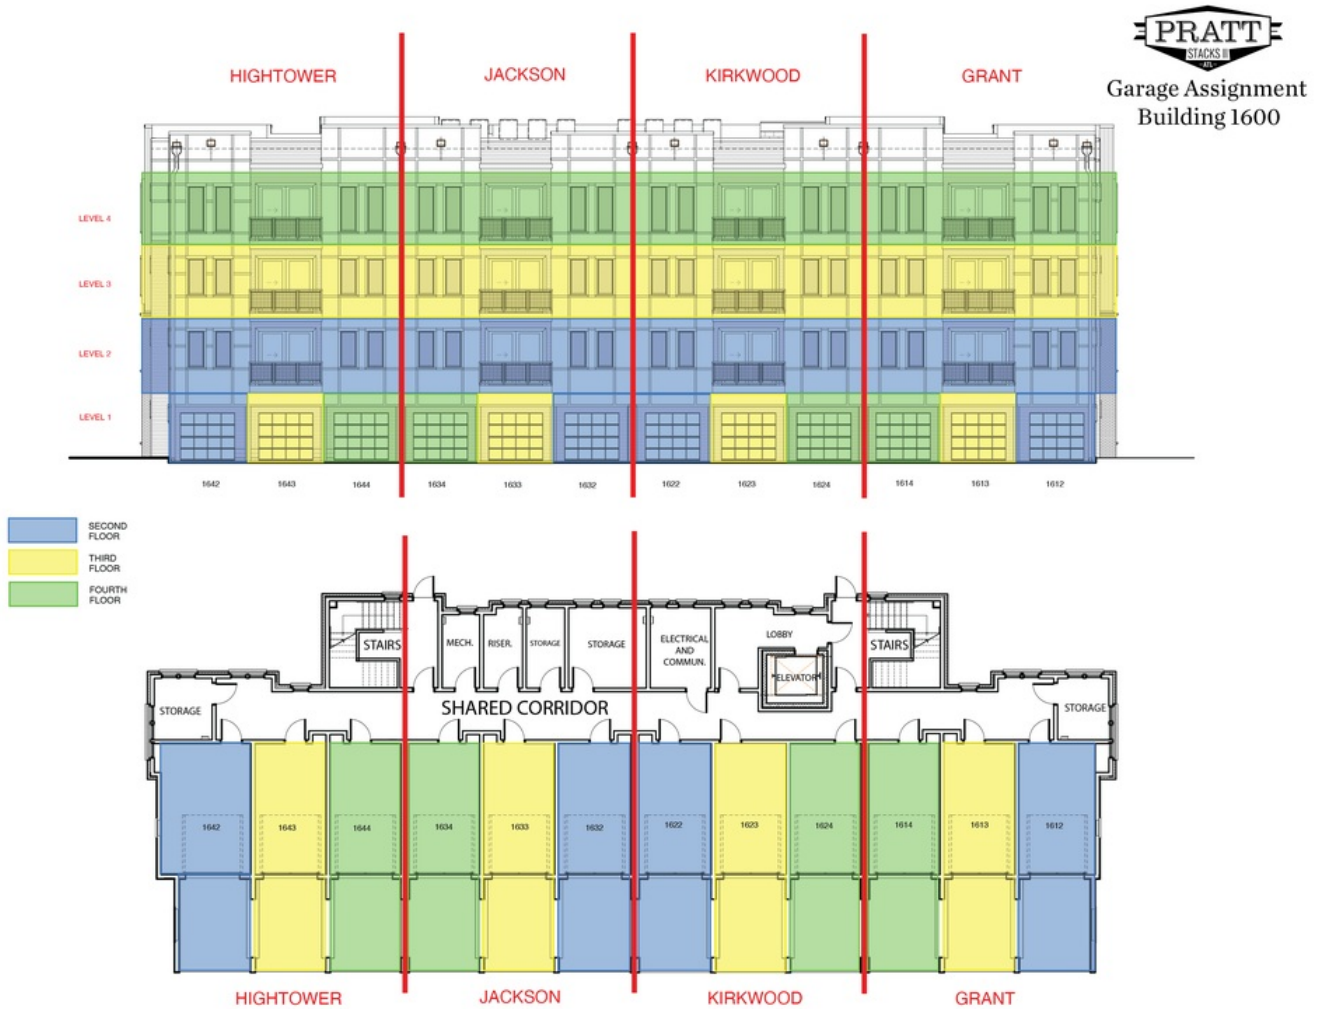 PRATT
STACKS II
-ATL-
Garage Assignment
Building 1600
HIGHTOWER
JACKSON
KIRKWOOD
GRANT
LEVEL 4
LEVEL 3
LEVEL 2
LEVEL 1
1642 1643 1644 1634 1633 1632 1622 1623 1624 1614 1613 1612
SECOND
FLOOR
THIRD
FLOOR
FOURTH
FLOOR
STAIRS
MECH.
RISER.
STORAGE
STORAGE
ELECTRICAL
AND
COMMUN.
LOBBY
ELEVATOR
STAIRS
STORAGE
SHARED CORRIDOR
STORAGE
1642 1643 1644 1634 1633 1632 1622 1623 1624 1614 1613 1612
HIGHTOWER
JACKSON
KIRKWOOD
GRANT